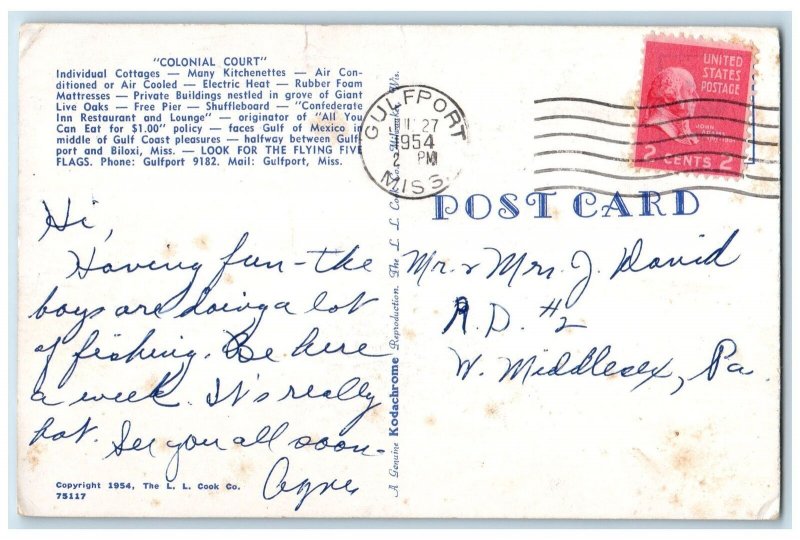 "COLONIAL COURT"
Individual Cottages — Many Kitchenettes — Air Con-
ditioned or Air Cooled — Electric Heat — Rubber Foam
Mattresses — Private Buildings nestled in grove of Giant
Live Oaks — Free Pier — Shuffleboard — "Confederate
Inn Restaurant and Lounge" — originator of "All You
Can Eat for $1.00" policy — faces Gulf of Mexico in
middle of Gulf Coast pleasures — halfway between Gulf-
port and Biloxi, Miss. — LOOK FOR THE FLYING FIVE
FLAGS. Phone: Gulfport 9182. Mail: Gulfport, Miss.
Hi,
Having fun - the
boys are doing a lot
of fishing. Be here
a week. It's really
hot. See you all soon -
Agnes
Copyright 1954, The L. L. Cook Co.
75117
A Genuine Kodachrome Reproduction. The L. L. Cook Co., Milwaukee, Wis.
GULFPORT
27
1954
2 PM
MISS.
UNITED
STATES
POSTAGE
JOHN
ADAMS
2 CENTS 2
POST CARD
Mr. & Mrs. J. David
R. D. #2
W. Middlesex, Pa.